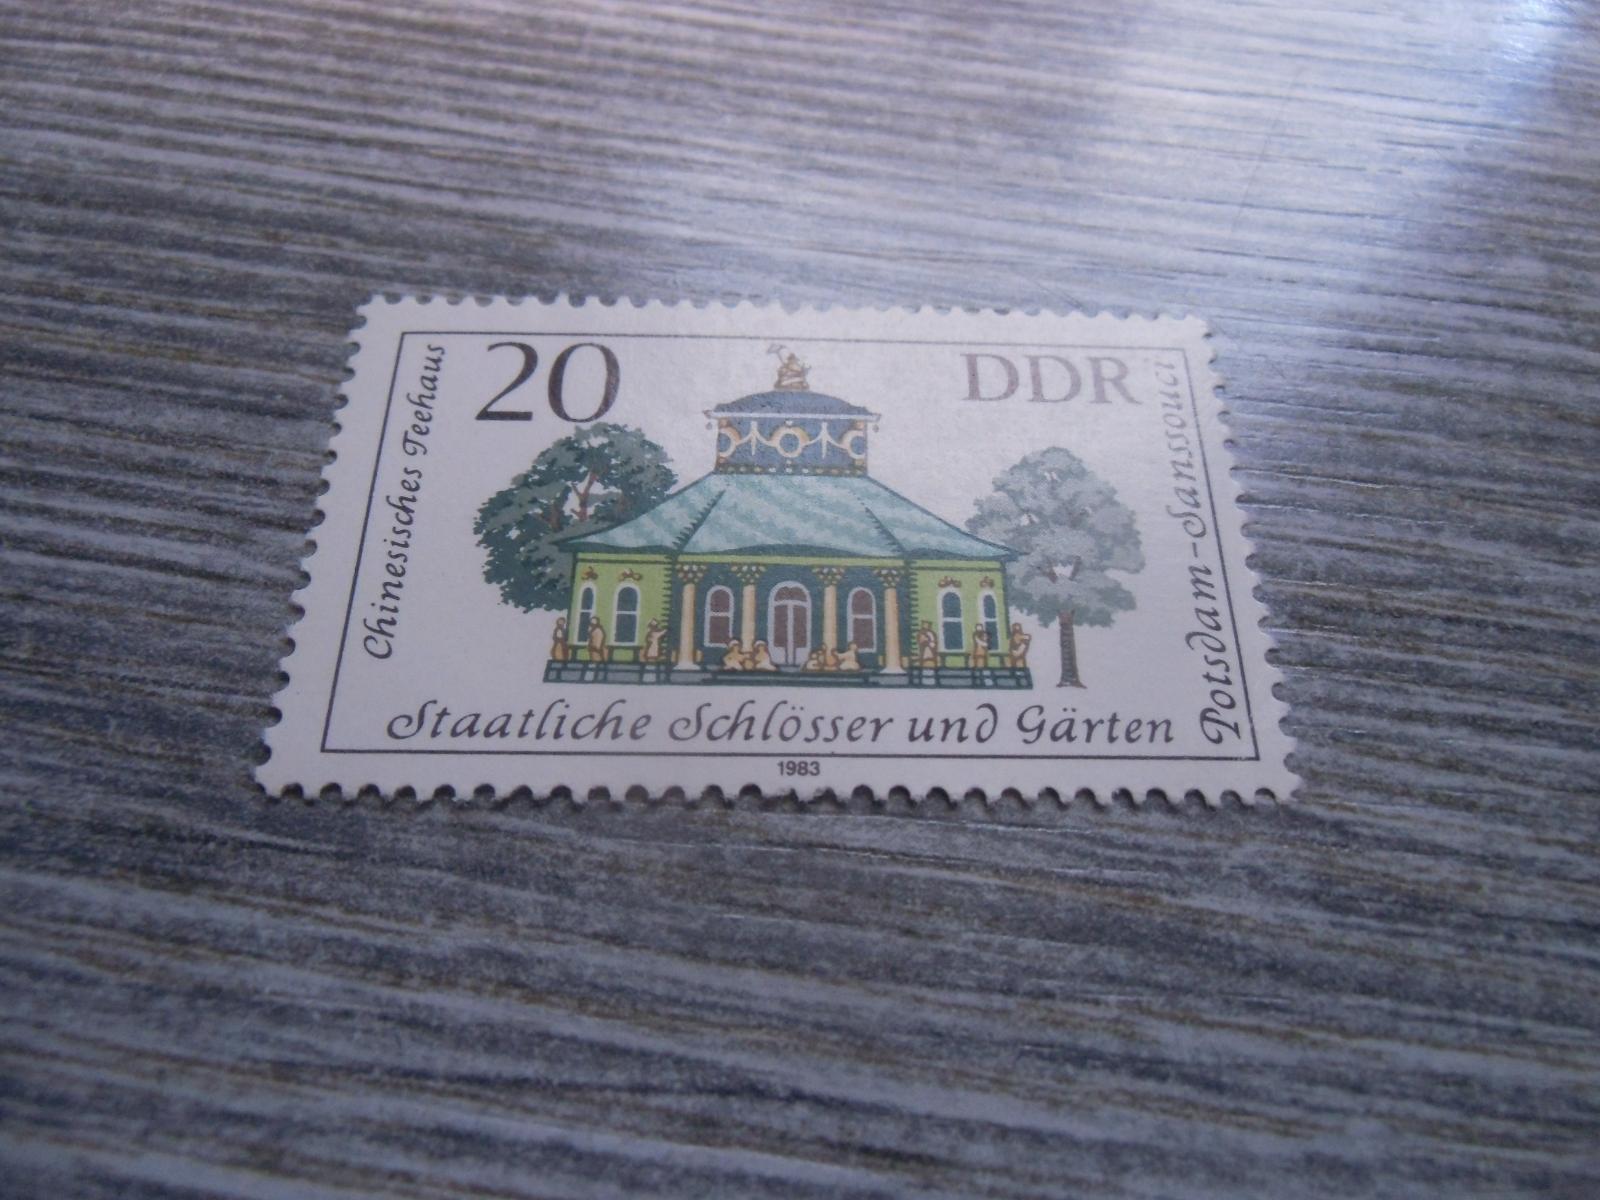 20
DDR
Chinesisches Teehaus
Potsdam-Sanssouci
Staatliche Schlösser und Gärten
1983